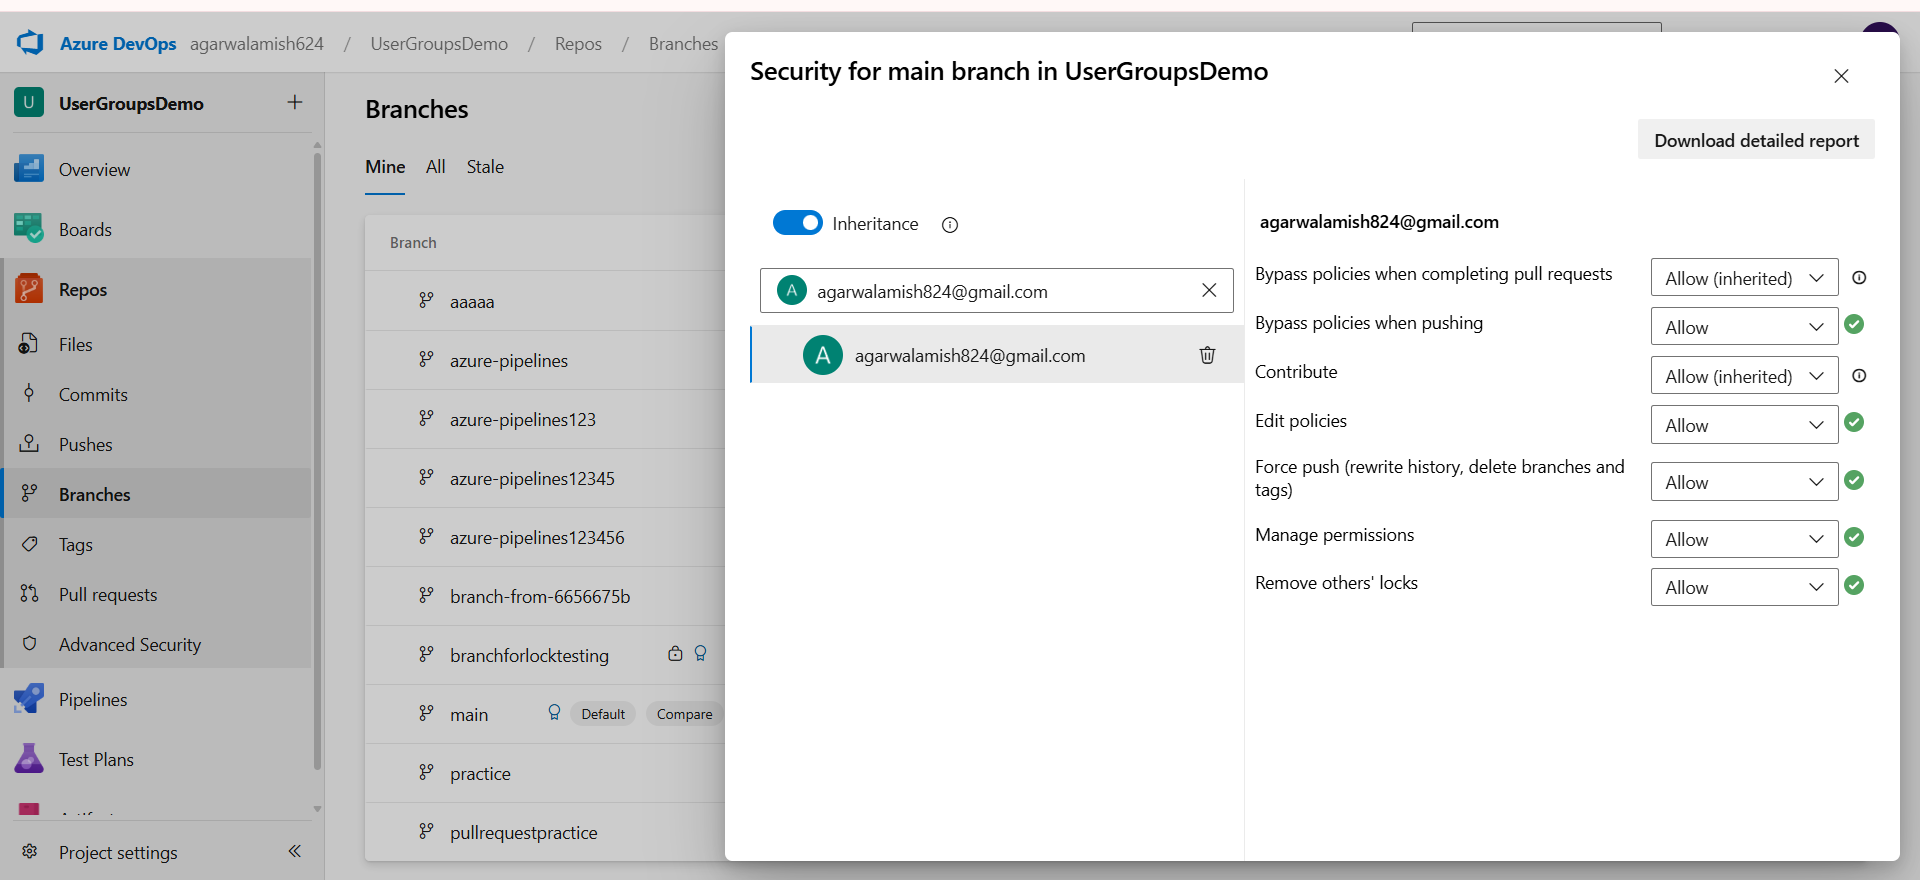 Azure DevOps agarwalamish624 / UserGroupsDemo / Repos / Branches
U UserGroupsDemo +
Overview
Boards
Repos
Files
Commits
Pushes
Branches
Tags
Pull requests
Advanced Security
Pipelines
Test Plans
Project settings
Branches
Mine All Stale
Branch
aaaaa
azure-pipelines
azure-pipelines123
azure-pipelines12345
azure-pipelines123456
branch-from-6656675b
branchforlocktesting
main Default Compare
practice
pullrequestpractice
Security for main branch in UserGroupsDemo
Download detailed report
Inheritance
A agarwalamish824@gmail.com
A agarwalamish824@gmail.com
agarwalamish824@gmail.com
Bypass policies when completing pull requests Allow (inherited)
Bypass policies when pushing Allow
Contribute Allow (inherited)
Edit policies Allow
Force push (rewrite history, delete branches and
tags) Allow
Manage permissions Allow
Remove others' locks Allow